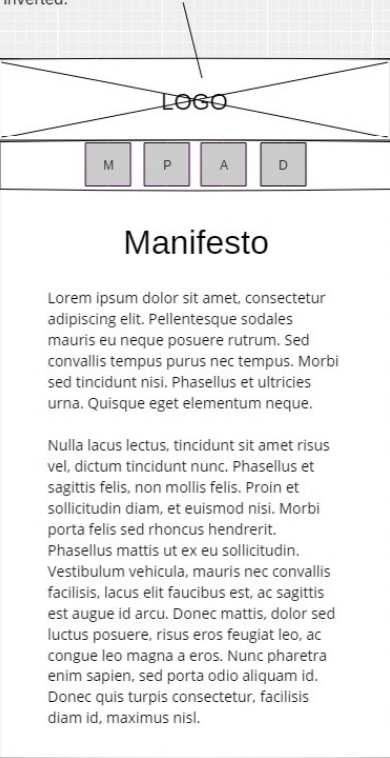 inverted.
LOGO
M P A D
Manifesto
Lorem ipsum dolor sit amet, consectetur
adipiscing elit. Pellentesque sodales
mauris eu neque posuere rutrum. Sed
convallis tempus purus nec tempus. Morbi
sed tincidunt nisi. Phasellus et ultricies
urna. Quisque eget elementum neque.
Nulla lacus lectus, tincidunt sit amet risus
vel, dictum tincidunt nunc. Phasellus et
sagittis felis, non mollis felis. Proin et
sollicitudin diam, et euismod nisi. Morbi
porta felis sed rhoncus hendrerit.
Phasellus mattis ut ex eu sollicitudin.
Vestibulum vehicula, mauris nec convallis
facilisis, lacus elit faucibus est, ac sagittis
est augue id arcu. Donec mattis, dolor sed
luctus posuere, risus eros feugiat leo, ac
congue leo magna a eros. Nunc pharetra
enim sapien, sed porta odio aliquam id.
Donec quis turpis consectetur, facilisis
diam id, maximus nisl.